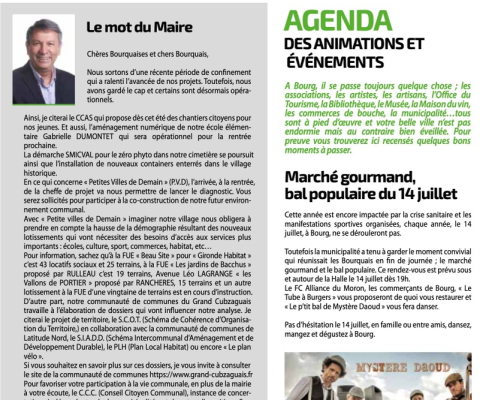 Le mot du Maire
Chères Bourquaises et chers Bourquais,
Nous sortons d'une récente période de confinement
qui a ralenti l'avancée de nos projets. Toutefois, nous
avons gardé le cap et certains sont désormais opéra-
tionnels.
Ainsi, je citerai le CCAS qui propose dès cet été des chantiers citoyens pour
nos jeunes. Et aussi, l'aménagement numérique de notre école élémen-
taire Gabrielle DUMONTET qui sera opérationnel pour la rentrée
prochaine.
La démarche SMICVAL le zéro phyto dans notre cimetière se poursuit
ainsi que l'installation de nouveaux containers enterrés dans le village
historique.
En ce qui concerne « Petites Villes de Demain » (P.V.D), l'arrivée, à la rentrée,
de la cheffe de projet va nous permettre de lancer le diagnostic. Vous
serez sollicités pour participer à la co-construction de notre futur environ-
nement communal.
Avec « Petite villes de Demain » imaginer notre village nous obligera à
prendre en compte la hausse de la démographie résultant des nouveaux
lotissements qui vont nécessiter des besoins d'accès aux services plus
importants : écoles, culture, sport, commerces, habitat, etc…
Pour information, sachez qu'à la FUE « Beau Site » pour « Gironde Habitat »
c'est 43 locatifs sociaux et 25 terrains, à la FUE « Les jardins de Bacchus »
proposé par RULLEAU c'est 19 terrains, Avenue Léo LAGRANGE « les
Vallons de PORTIER » proposé par RANCHERES, 15 terrains et un autre
lotissement à la FUE d'une vingtaine de terrains est en cours d'instruction.
D'autre part, notre communauté de communes du Grand Cubzaguais
travaille à l'élaboration de dossiers qui vont influencer notre analyse. Je
citerai le projet de territoire, le S.C.O.T. (Schéma de Cohérence d'Organisa-
tion du Territoire,) en collaboration avec la communauté de communes de
Latitude Nord, le S.I.A.D.D. (Schéma Intercommunal d'Aménagement et de
Développement Durable), le PLH (Plan Local Habitat) ou encore « Le plan
vélo ».
Si vous souhaitez en savoir plus sur ces dossiers, je vous invite à consulter
le site de la communauté de communes https://www.grand-cubzaguais.fr
Pour favoriser votre participation à la vie communale, en plus de la mairie
à votre écoute, le C.C.C. (Conseil Citoyen Communal), instance de concer-
AGENDA
DES ANIMATIONS ET
ÉVÉNEMENTS
A Bourg, il se passe toujours quelque chose ; les
associations, les artistes, les artisans, l'Office du
Tourisme, la Bibliothèque, le Musée, la Maison du vin,
les commerces de bouche, la municipalité…tous
sont à pied d'œuvre et votre belle ville n'est pas
endormie mais au contraire bien éveillée. Pour
preuve vous trouverez ici recensés quelques bons
moments à passer.
Marché gourmand,
bal populaire du 14 juillet
Cette année est encore impactée par la crise sanitaire et les
manifestations sportives organisées, chaque année, le 14
juillet, à Bourg, ne se dérouleront pas.
Toutefois la municipalité a tenu à garder le moment convivial
qui réunissait les Bourquais en fin de journée ; le marché
gourmand et le bal populaire. Ce rendez-vous est prévu sous
et autour de la Halle le 14 juillet dès 19h.
Le FC Alliance du Moron, les commerçants de Bourg, « Le
Tube à Burgers » vous proposeront de quoi vous restaurer et
« Le p'tit bal de Mystère Daoud » vous fera danser.
Pas d'hésitation le 14 juillet, en famille ou entre amis, dansez,
mangez et dégustez à Bourg.
MYSTERE DAOUD